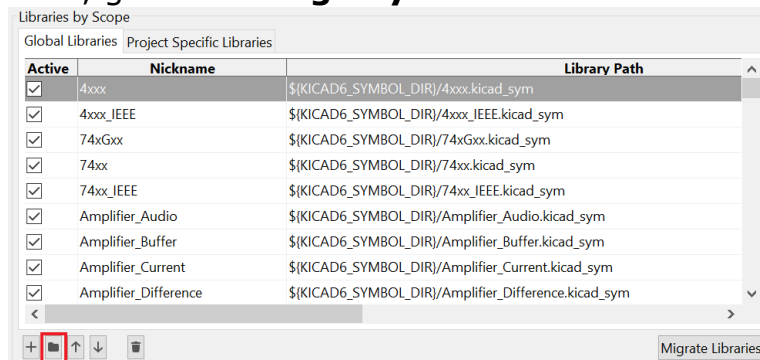 Libraries by Scope
Global Libraries Project Specific Libraries
Active Nickname Library Path
4xxx ${KICAD6_SYMBOL_DIR}/4xxx.kicad_sym
4xxx_IEEE ${KICAD6_SYMBOL_DIR}/4xxx_IEEE.kicad_sym
74xGxx ${KICAD6_SYMBOL_DIR}/74xGxx.kicad_sym
74xx ${KICAD6_SYMBOL_DIR}/74xx.kicad_sym
74xx_IEEE ${KICAD6_SYMBOL_DIR}/74xx_IEEE.kicad_sym
Amplifier_Audio ${KICAD6_SYMBOL_DIR}/Amplifier_Audio.kicad_sym
Amplifier_Buffer ${KICAD6_SYMBOL_DIR}/Amplifier_Buffer.kicad_sym
Amplifier_Current ${KICAD6_SYMBOL_DIR}/Amplifier_Current.kicad_sym
Amplifier_Difference ${KICAD6_SYMBOL_DIR}/Amplifier_Difference.kicad_sym
Migrate Libraries